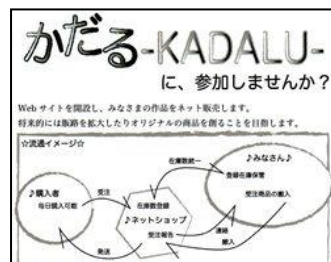 かだる-KADALU-
に、参加しませんか？
Web サイトを開設し、みなさまの作品をネット販売します。
将来的には販路を拡大したりオリジナルの商品を創ることを目指します。
☆流通イメージ☆
♪購入者
毎日購入可能
受注
発送
在庫数統一
在庫数登録
♪ネットショップ
受注報告
♪みなさん♪
登録在庫保管
受注商品の搬入
連絡
搬入